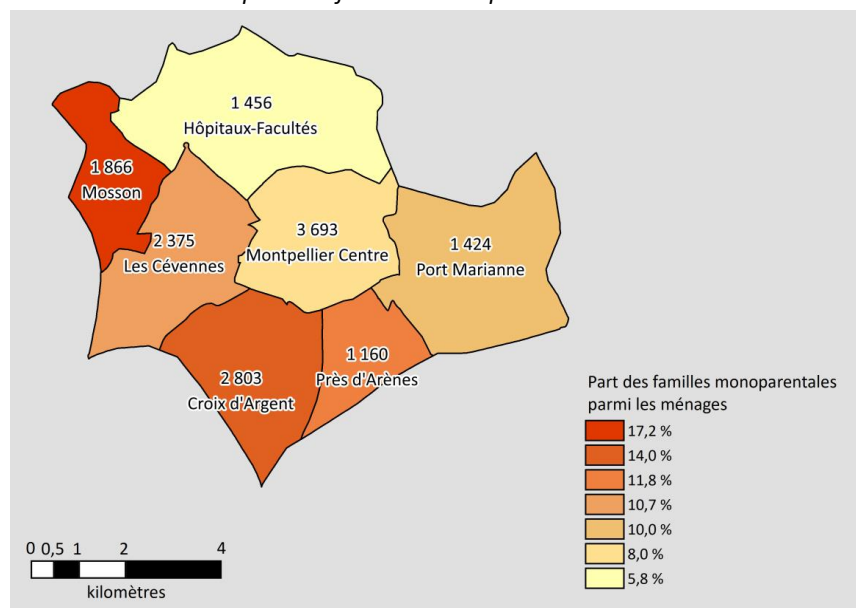 1 456
Hôpitaux-Facultés
1 866
Mosson
2 375
Les Cévennes
3 693
Montpellier Centre
1 424
Port Marianne
2 803
Croix d'Argent
1 160
Près d'Arènes
Part des familles monoparentales
parmi les ménages
17,2 %
14,0 %
11,8 %
10,7 %
10,0 %
8,0 %
5,8 %
0 0,5 1 2 4
kilomètres